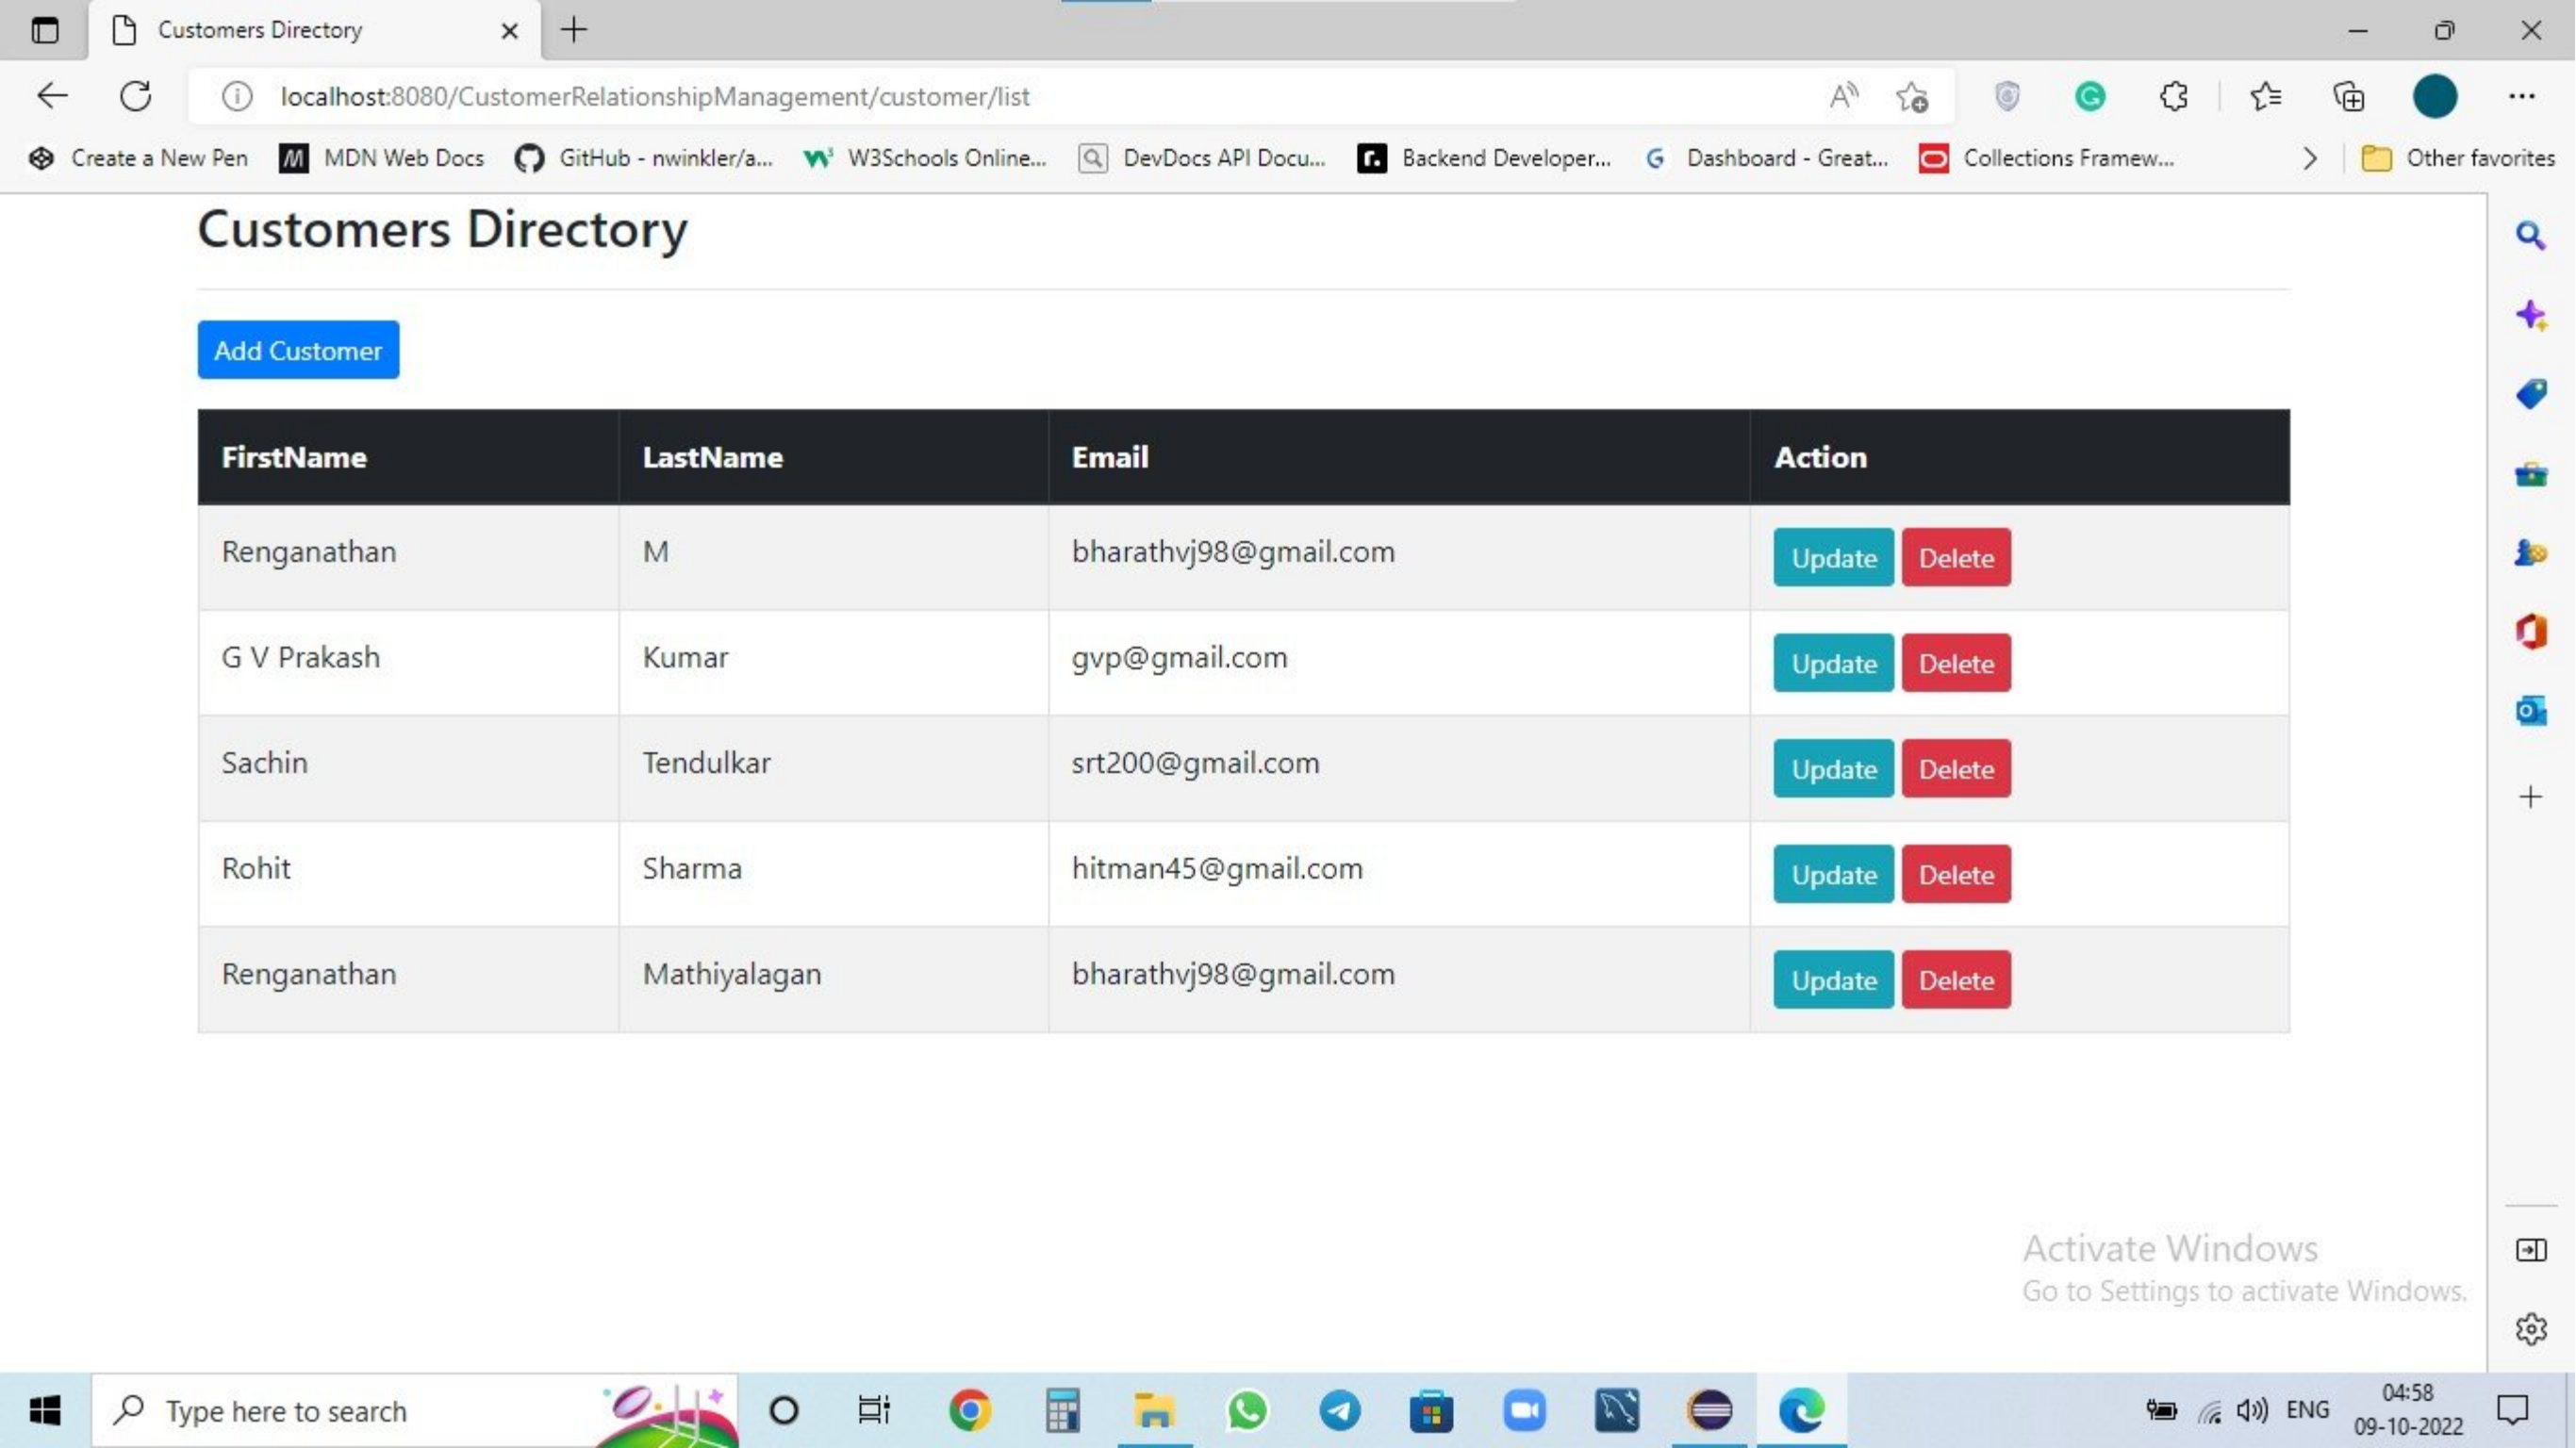 Customers Directory
localhost:8080/CustomerRelationshipManagement/customer/list
Create a New Pen MDN Web Docs GitHub - nwinkler/a... W3Schools Online... DevDocs API Docu... Backend Developer... Dashboard - Great... Collections Framew... Other favorites
Customers Directory
Add Customer
FirstName LastName Email Action
Renganathan M bharathvj98@gmail.com Update Delete
G V Prakash Kumar gvp@gmail.com Update Delete
Sachin Tendulkar srt200@gmail.com Update Delete
Rohit Sharma hitman45@gmail.com Update Delete
Renganathan Mathiyalagan bharathvj98@gmail.com Update Delete
Activate Windows
Go to Settings to activate Windows.
Type here to search
ENG
04:58
09-10-2022